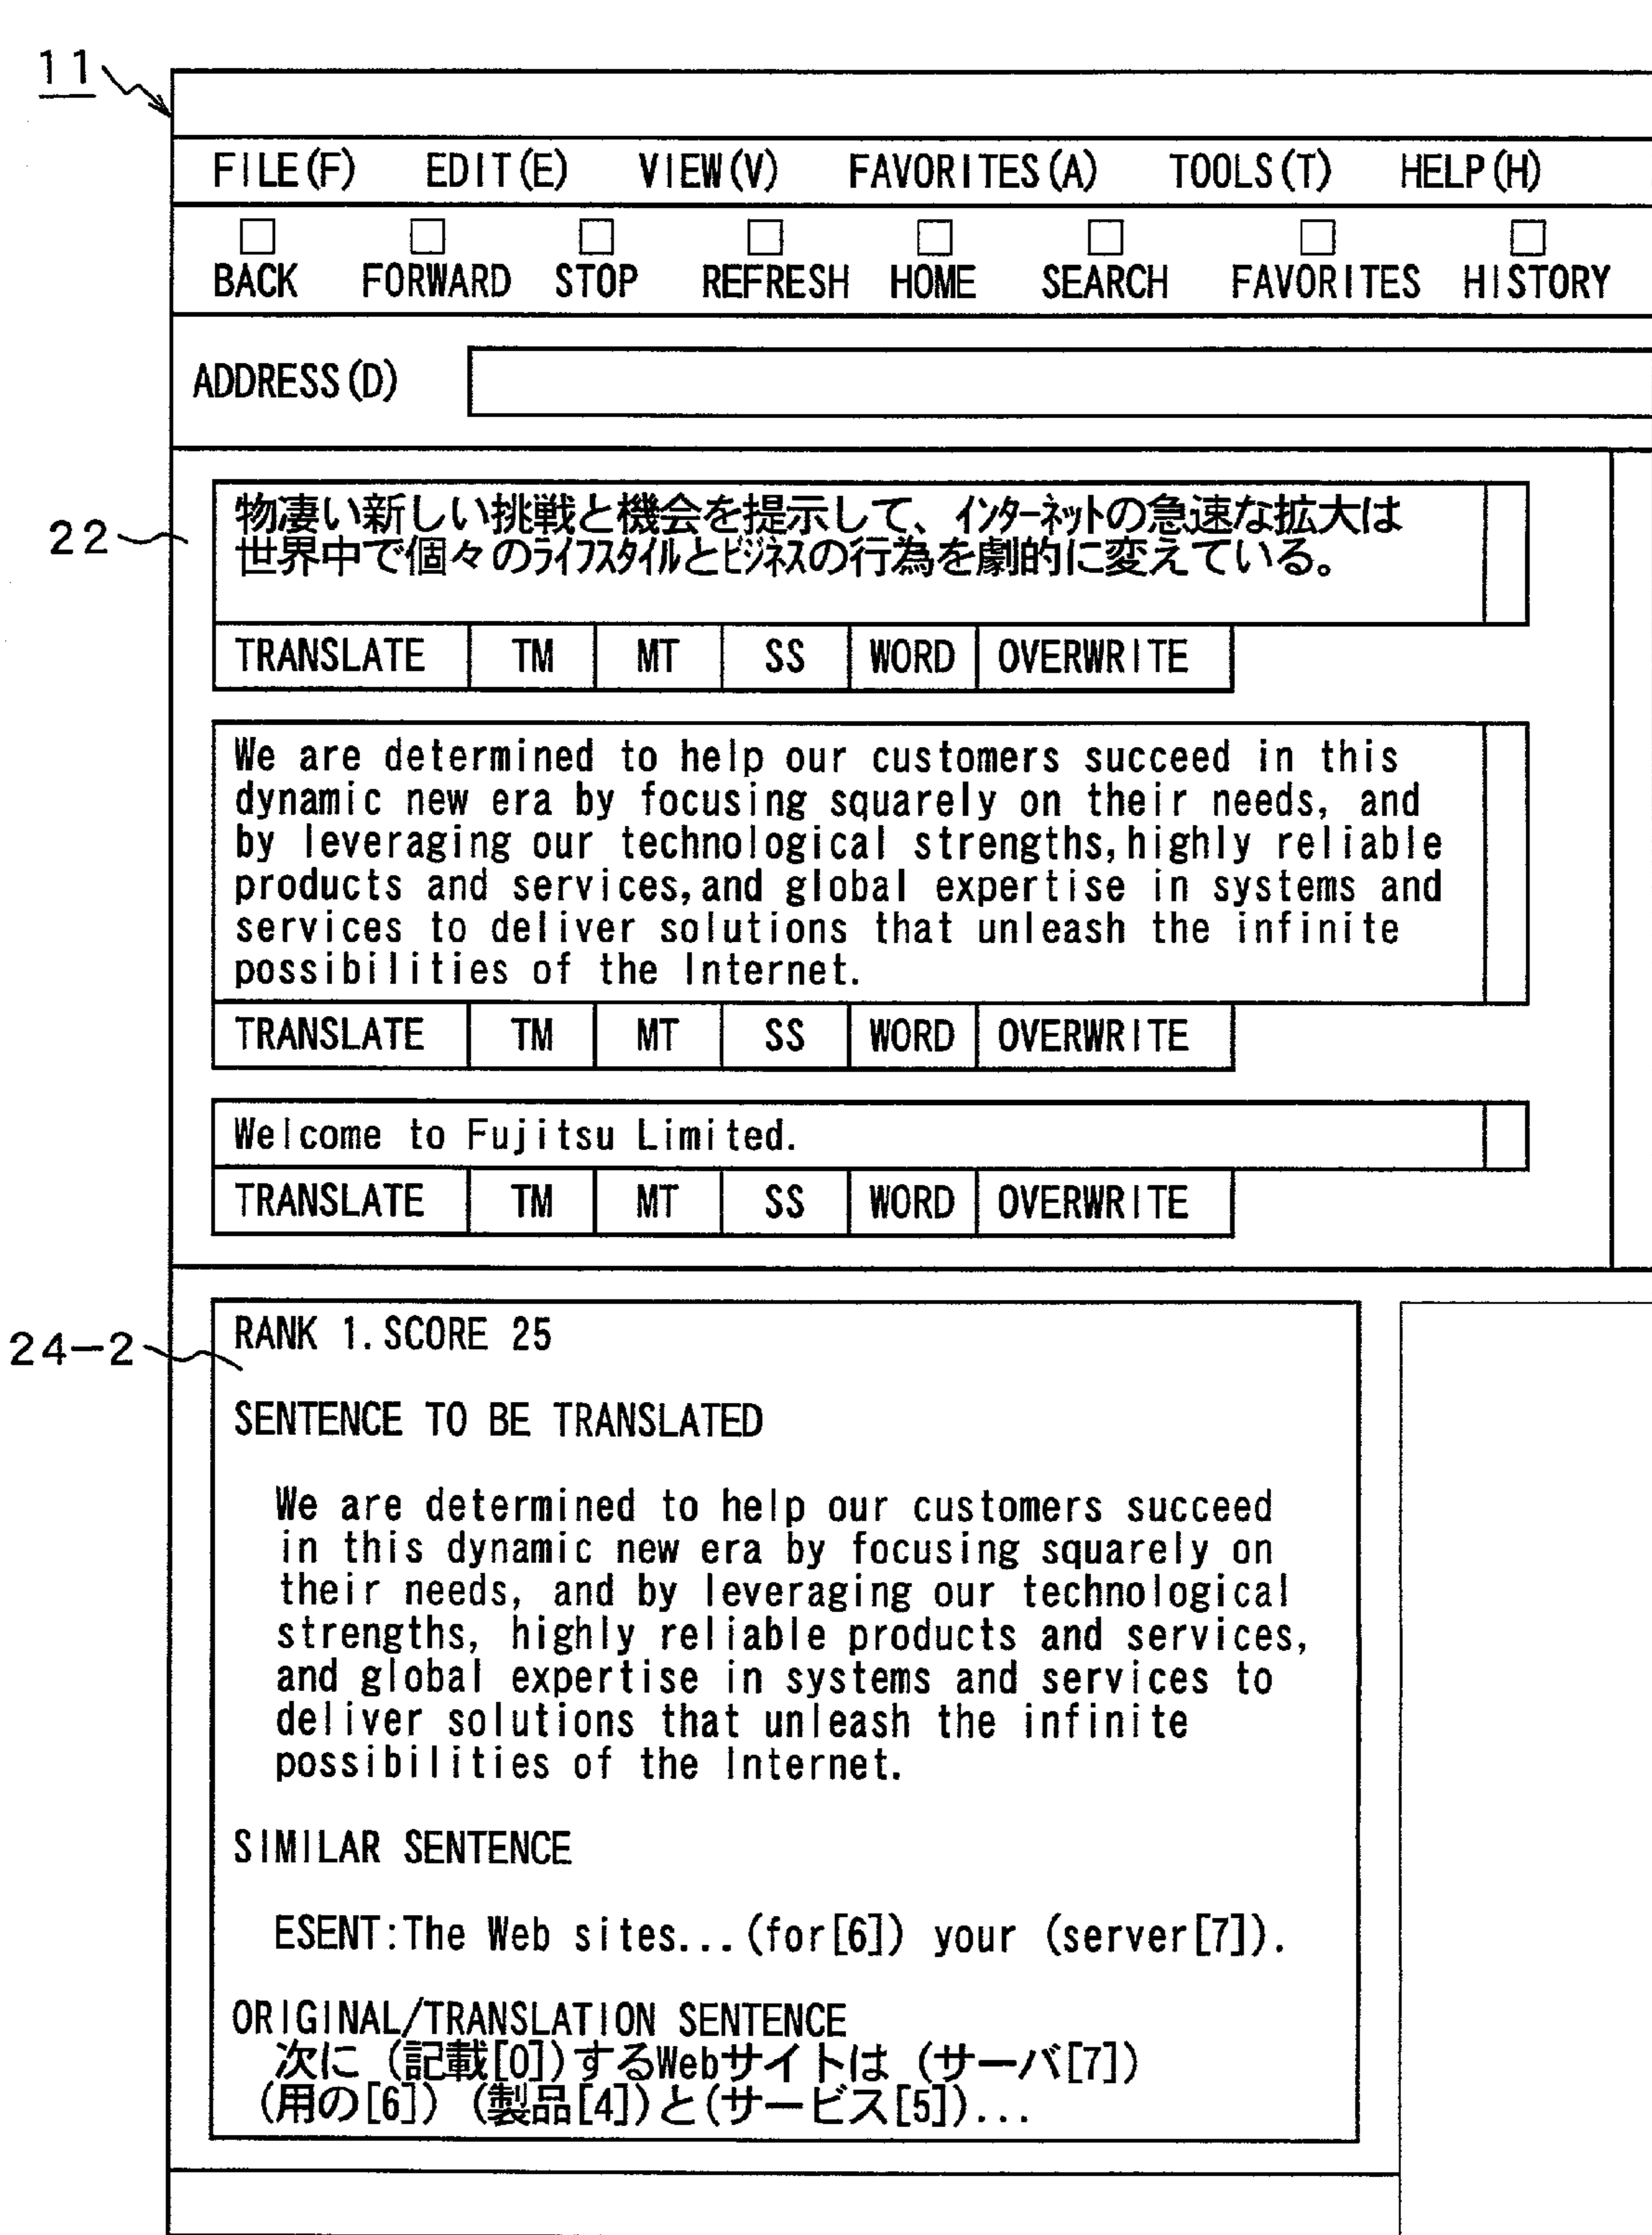 11
FILE(F) EDIT(E) VIEW(V) FAVORITES(A) TOOLS(T) HELP(H)
BACK FORWARD STOP REFRESH HOME SEARCH FAVORITES HISTORY
ADDRESS(D)
22
物凄い新しい挑戦と機会を提示して、インターネットの急速な拡大は
世界中で個々のライフスタイルとビジネスの行為を劇的に変えている。
TRANSLATE TM MT SS WORD OVERWRITE
We are determined to help our customers succeed in this
dynamic new era by focusing squarely on their needs, and
by leveraging our technological strengths,highly reliable
products and services,and global expertise in systems and
services to deliver solutions that unleash the infinite
possibilities of the Internet.
TRANSLATE TM MT SS WORD OVERWRITE
Welcome to Fujitsu Limited.
TRANSLATE TM MT SS WORD OVERWRITE
24-2
RANK 1.SCORE 25
SENTENCE TO BE TRANSLATED
We are determined to help our customers succeed
in this dynamic new era by focusing squarely on
their needs, and by leveraging our technological
strengths, highly reliable products and services,
and global expertise in systems and services to
deliver solutions that unleash the infinite
possibilities of the Internet.
SIMILAR SENTENCE
ESENT:The Web sites...(for[6]) your (server[7]).
ORIGINAL/TRANSLATION SENTENCE
次に (記載[0])するWebサイトは (サーバ[7])
(用の[6]) (製品[4])と(サービス[5])...